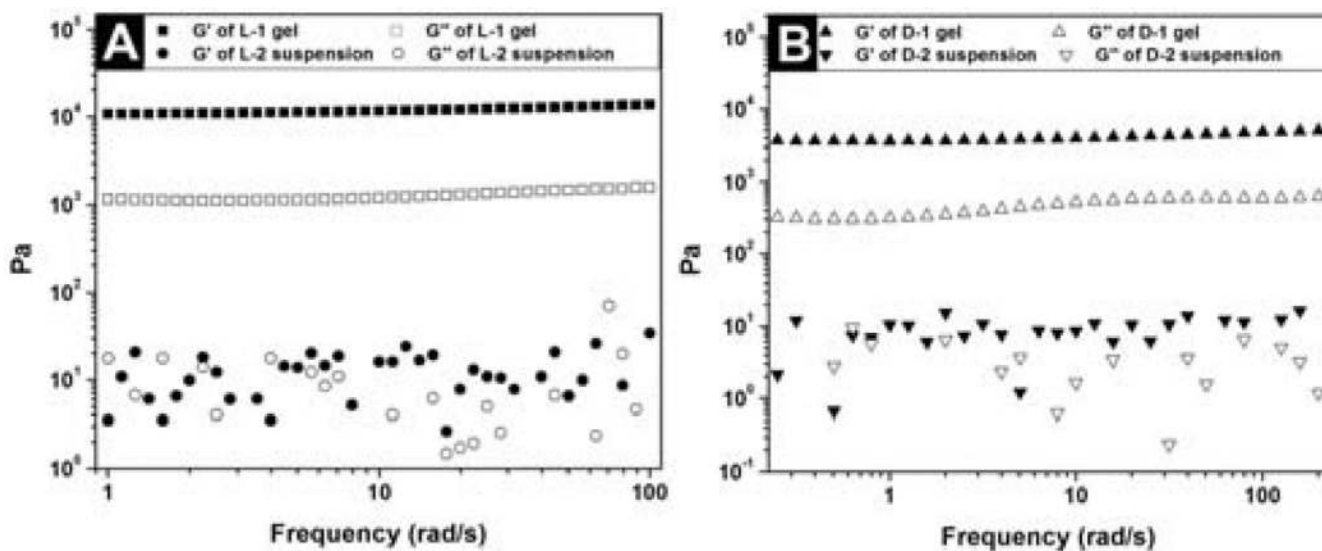 A
G' of L-1 gel
G'' of L-1 gel
G' of L-2 suspension
G'' of L-2 suspension
10⁵
10⁴
10³
10²
10¹
10⁰
Pa
1
10
100
Frequency (rad/s)
B
G' of D-1 gel
G'' of D-1 gel
G' of D-2 suspension
G'' of D-2 suspension
10⁵
10⁴
10³
10²
10¹
10⁰
10⁻¹
Pa
1
10
100
Frequency (rad/s)